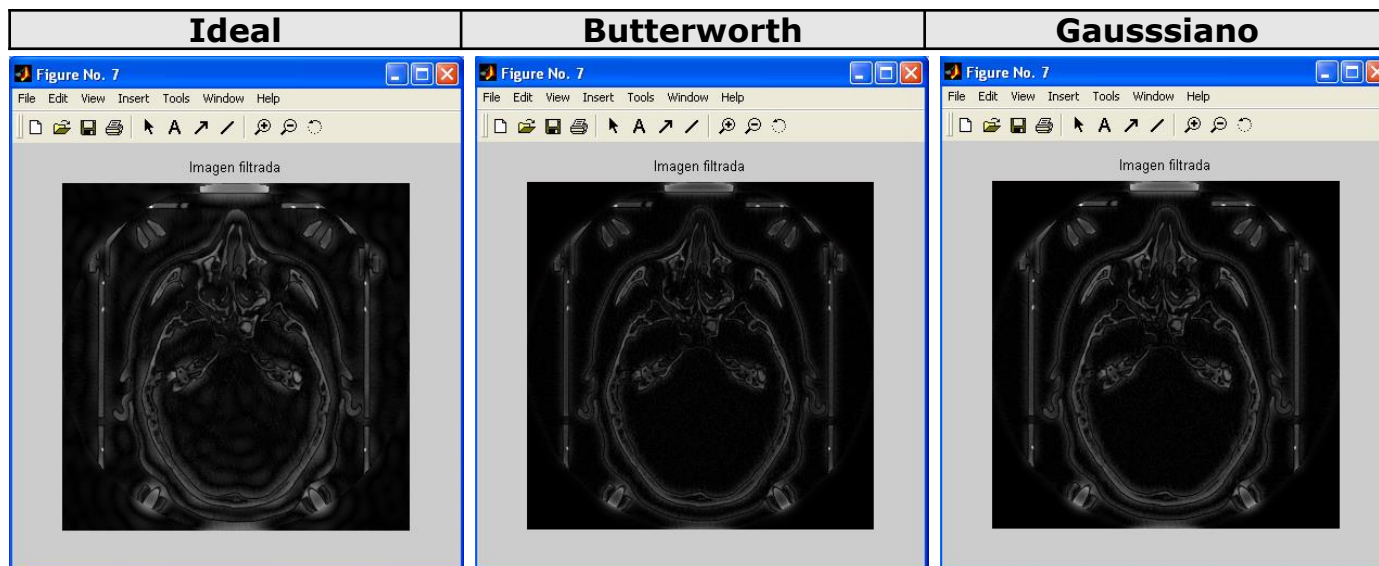 Ideal Butterworth Gausssiano
Figure No. 7
File Edit View Insert Tools Window Help
Imagen filtrada
Figure No. 7
File Edit View Insert Tools Window Help
Imagen filtrada
Figure No. 7
File Edit View Insert Tools Window Help
Imagen filtrada